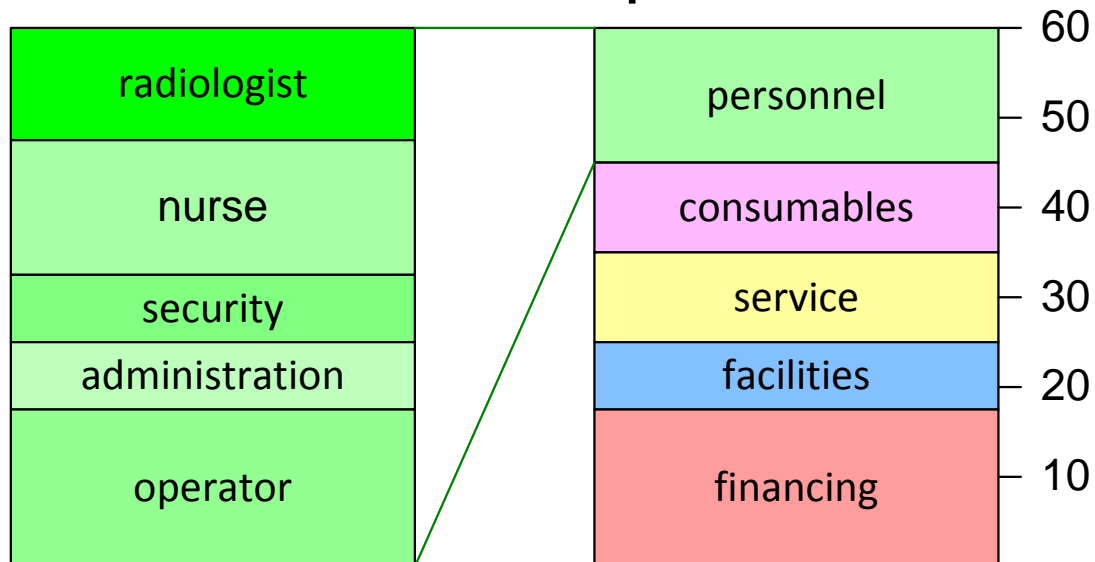 radiologist
nurse
security
administration
operator
personnel
consumables
service
facilities
financing
60
50
40
30
20
10